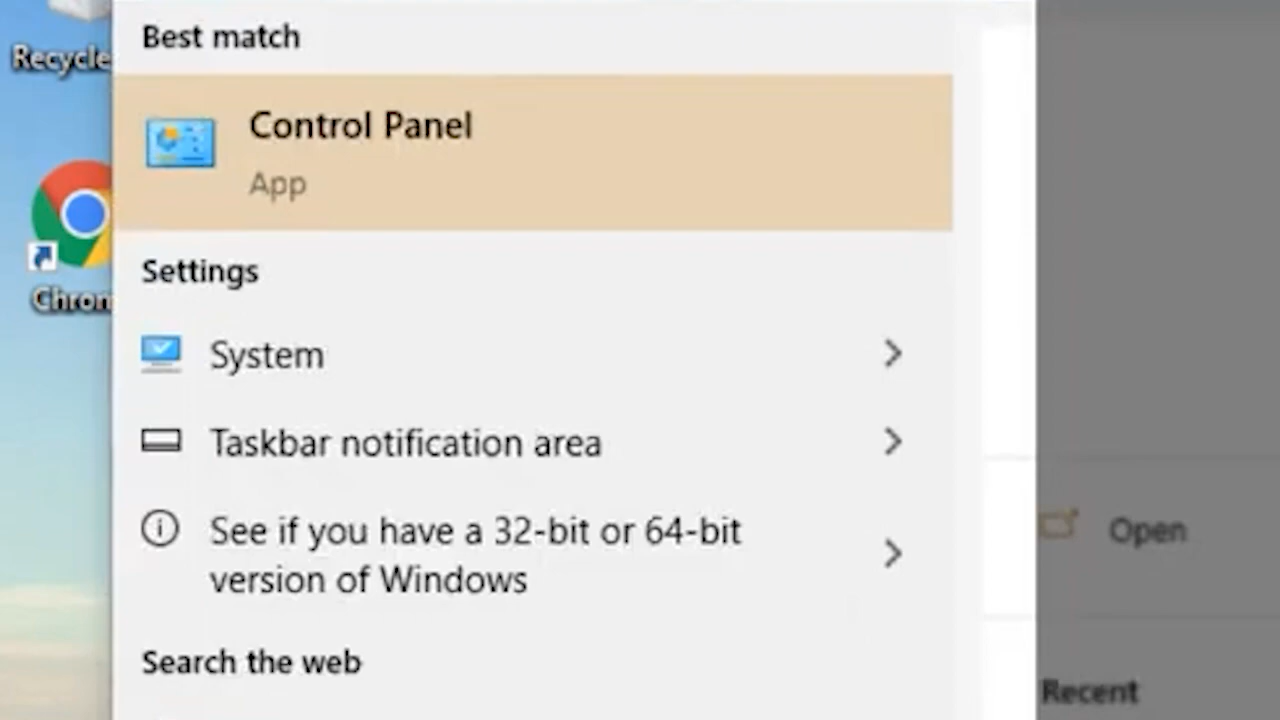 Best match
Recycle
Control Panel
App
Settings
Chrom
System
Taskbar notification area
See if you have a 32-bit or 64-bit
version of Windows
Open
Search the web
Recent